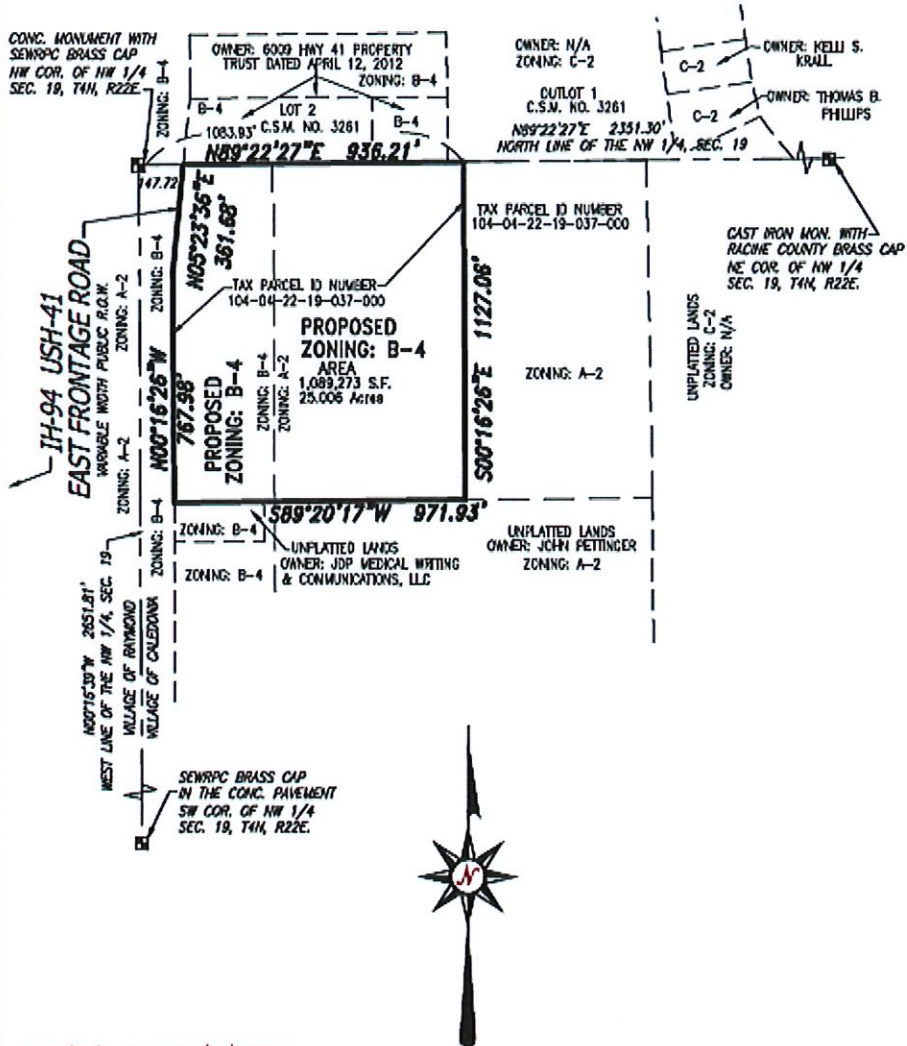 CONC. MONUMENT WITH
SEWRPC BRASS CAP
NW COR. OF NW 1/4
SEC. 19, T4N, R22E.
ZONING: B-4
OWNER: 6009 HWY 41 PROPERTY
TRUST DATED APRIL 12, 2012
ZONING: B-4
B-4
LOT 2
C.S.M. NO. 3261
B-4
1083.93'
OWNER: N/A
ZONING: C-2
OUTLOT 1
C.S.M. NO. 3261
C-2
OWNER: KELLI S.
KRALL
C-2
OWNER: THOMAS B.
PHILLIPS
N89°22'27"E 2351.30'
NORTH LINE OF THE NW 1/4, SEC. 19
N89°22'27"E 936.21'
147.72'
N05°23'36"E
361.68'
TAX PARCEL ID NUMBER
104-04-22-19-037-000
CAST IRON MON. WITH
RACINE COUNTY BRASS CAP
NE COR. OF NW 1/4
SEC. 19, T4N, R22E.
IH-94 USH-41
EAST FRONTAGE ROAD
VARIABLE WIDTH PUBLIC R.O.W.
ZONING: A-2
ZONING: A-2
ZONING: B-4
ZONING: B-4
N00°16'26"W
767.98'
TAX PARCEL ID NUMBER
104-04-22-19-037-000
PROPOSED
ZONING: B-4
AREA
1,089,273 S.F.
25.006 Acres
PROPOSED
ZONING: B-4
ZONING: B-4
ZONING: A-2
S00°16'26"E 1127.06'
ZONING: A-2
UNPLATTED LANDS
ZONING: C-2
OWNER: N/A
S89°20'17"W 971.93'
ZONING: B-4
ZONING: B-4
UNPLATTED LANDS
OWNER: JDP MEDICAL WRITING
& COMMUNICATIONS, LLC
UNPLATTED LANDS
OWNER: JOHN PETTINGER
ZONING: A-2
N00°16'39"W 2651.81'
WEST LINE OF THE NW 1/4, SEC. 19
VILLAGE OF RAYMOND
VILLAGE OF CALEDONIA
SEWRPC BRASS CAP
IN THE CONC. PAVEMENT
SW COR. OF NW 1/4
SEC. 19, T4N, R22E.
N